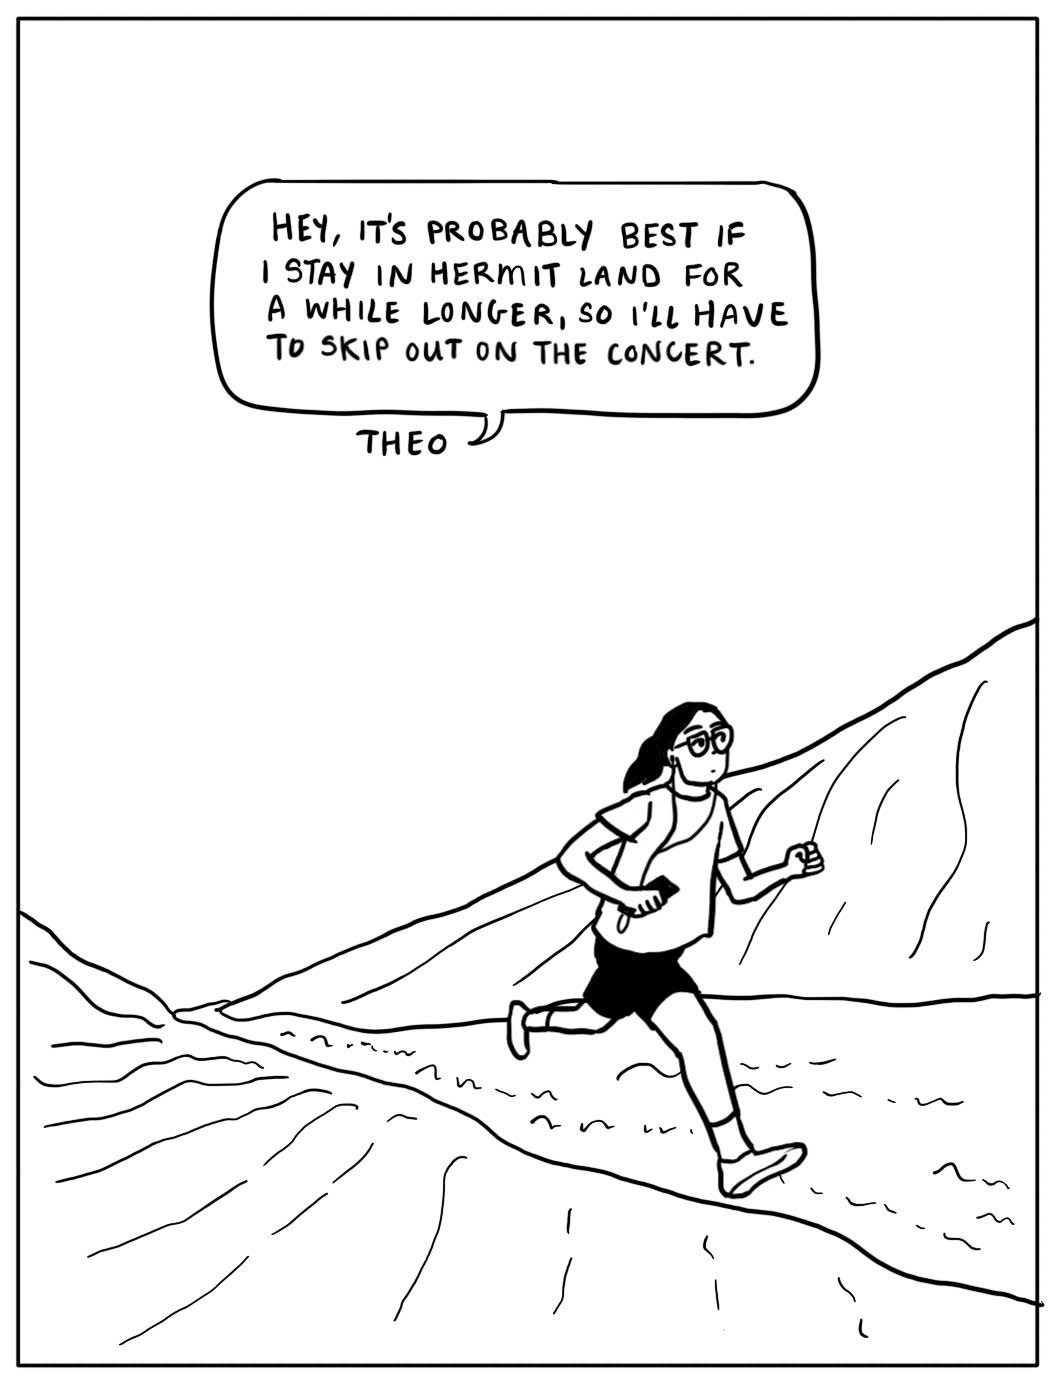 HEY, IT'S PROBABLY BEST IF
I STAY IN HERMIT LAND FOR
A WHILE LONGER, SO I'LL HAVE
TO SKIP OUT ON THE CONCERT.
THEO